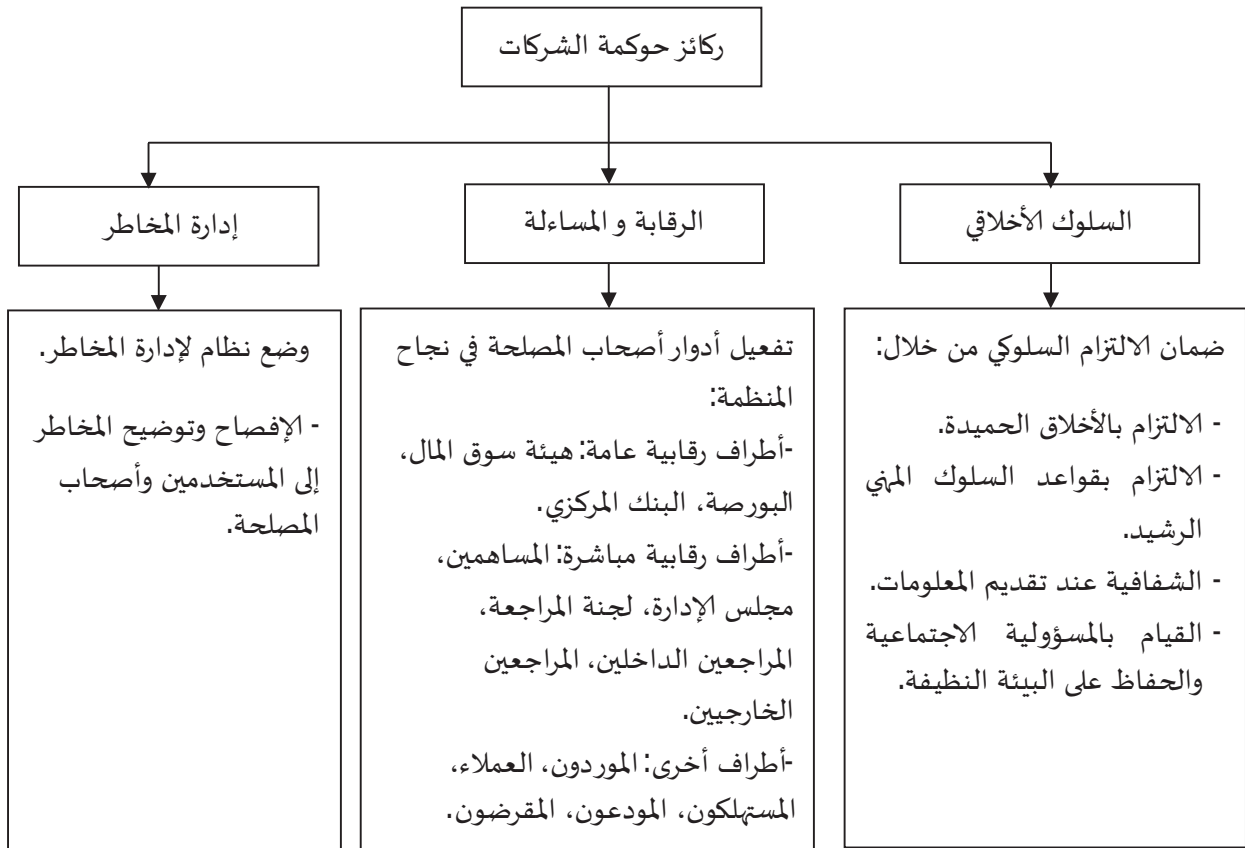 ركائز حوكمة الشركات
السلوك الأخلاقي
الرقابة و المساءلة
إدارة المخاطر
ضمان الالتزام السلوكي من خلال:
- الالتزام بالأخلاق الحميدة.
- الالتزام بقواعد السلوك المهني
الرشيد.
- الشفافية عند تقديم المعلومات.
- القيام بالمسؤولية الاجتماعية
والحفاظ على البيئة النظيفة.
تفعيل أدوار أصحاب المصلحة في نجاح
المنظمة:
-أطراف رقابية عامة: هيئة سوق المال،
البورصة، البنك المركزي.
-أطراف رقابية مباشرة: المساهمين،
مجلس الإدارة، لجنة المراجعة،
المراجعين الداخلين، المراجعين
الخارجيين.
-أطراف أخرى: الموردون، العملاء،
المستهلكون، المودعون، المقرضون.
وضع نظام لإدارة المخاطر.
- الإفصاح وتوضيح المخاطر
إلى المستخدمين وأصحاب
المصلحة.